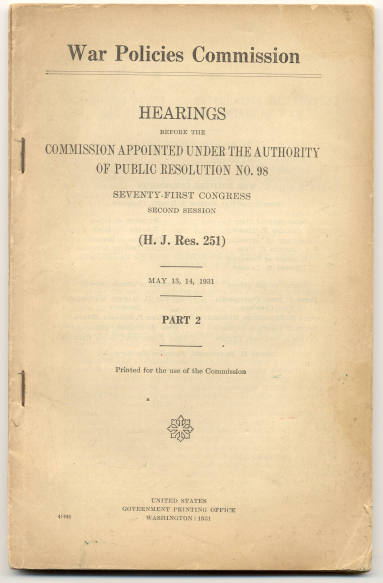 War Policies Commission
HEARINGS
BEFORE THE
COMMISSION APPOINTED UNDER THE AUTHORITY
OF PUBLIC RESOLUTION NO. 98
SEVENTY-FIRST CONGRESS
SECOND SESSION
(H. J. Res. 251)
MAY 13, 14, 1931
PART 2
Printed for the use of the Commission
UNITED STATES
GOVERNMENT PRINTING OFFICE
WASHINGTON : 1931